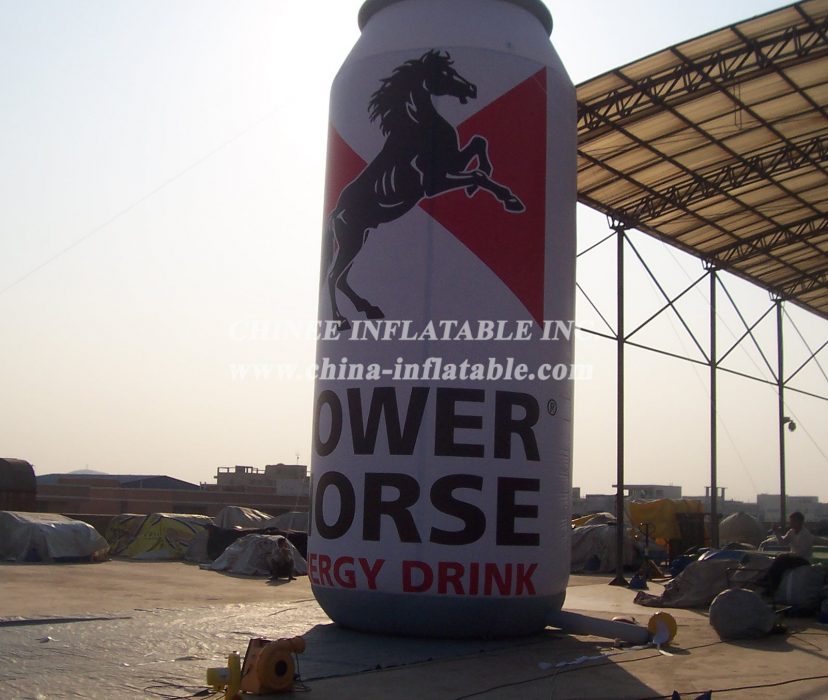 CHINEE INFLATABLE INC.
www.china-inflatable.com
OWER®
ORSE
ERGY DRINK